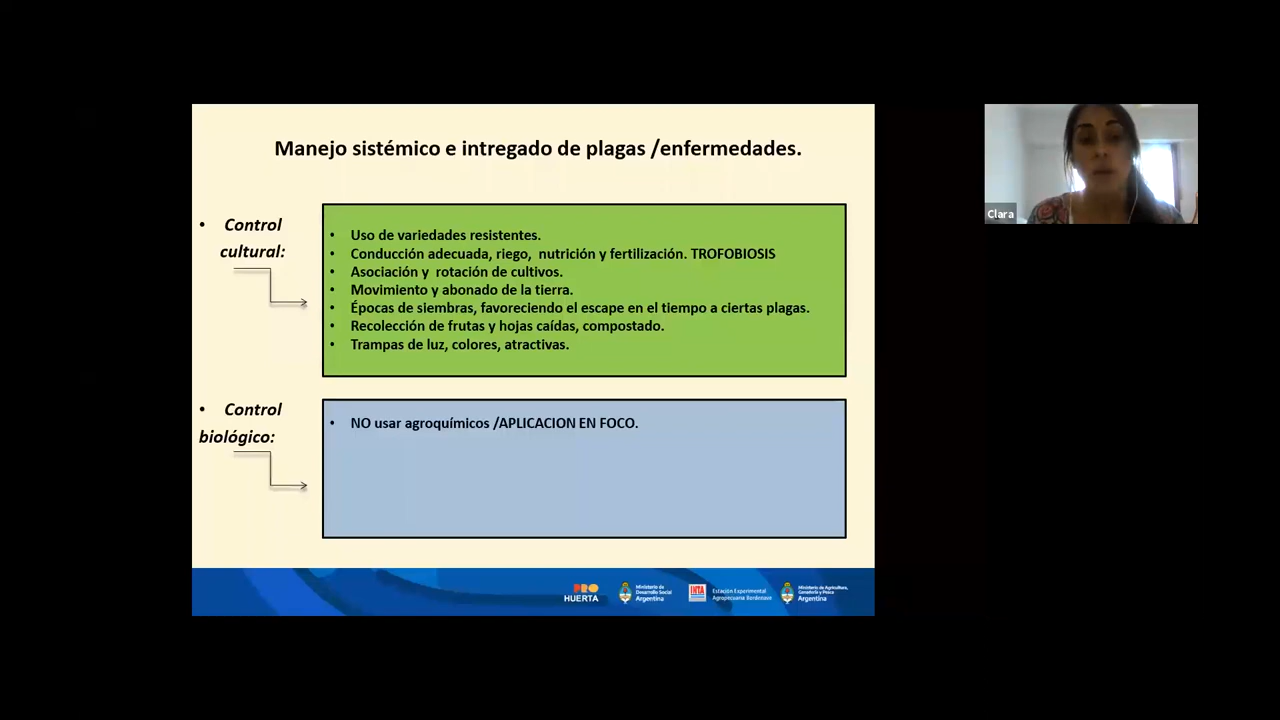 Manejo sistémico e intregado de plagas /enfermedades.
• Control
cultural:
• Uso de variedades resistentes.
• Conducción adecuada, riego, nutrición y fertilización. TROFOBIOSIS
• Asociación y rotación de cultivos.
• Movimiento y abonado de la tierra.
• Épocas de siembras, favoreciendo el escape en el tiempo a ciertas plagas.
• Recolección de frutas y hojas caídas, compostado.
• Trampas de luz, colores, atractivas.
• Control
biológico:
• NO usar agroquímicos /APLICACION EN FOCO.
Clara
PRO
HUERTA
Ministerio de
Desarrollo Social
Argentina
INTA
Estación Experimental
Agropecuaria Bordenave
Ministerio de Agricultura,
Ganadería y Pesca
Argentina